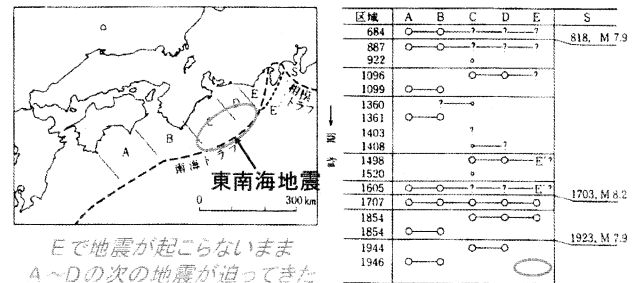 A
B
C
D
E
E'
S
南海トラフ
相模
トラフ
東南海地震
0 300km
Eで地震が起こらないまま
A～Dの次の地震が迫ってきた
時間
区域 A B C D E S
684 ? ? ?
818, M 7.9
887 ? ? ?
922
1096 ?
1099
1360 ?
1361
1403 ?
1408 ?
1498 E' ?
1520
1605 ? ? E' ?
1703, M 8.2
1707
1854
1854
1923, M 7.9
1944
1946